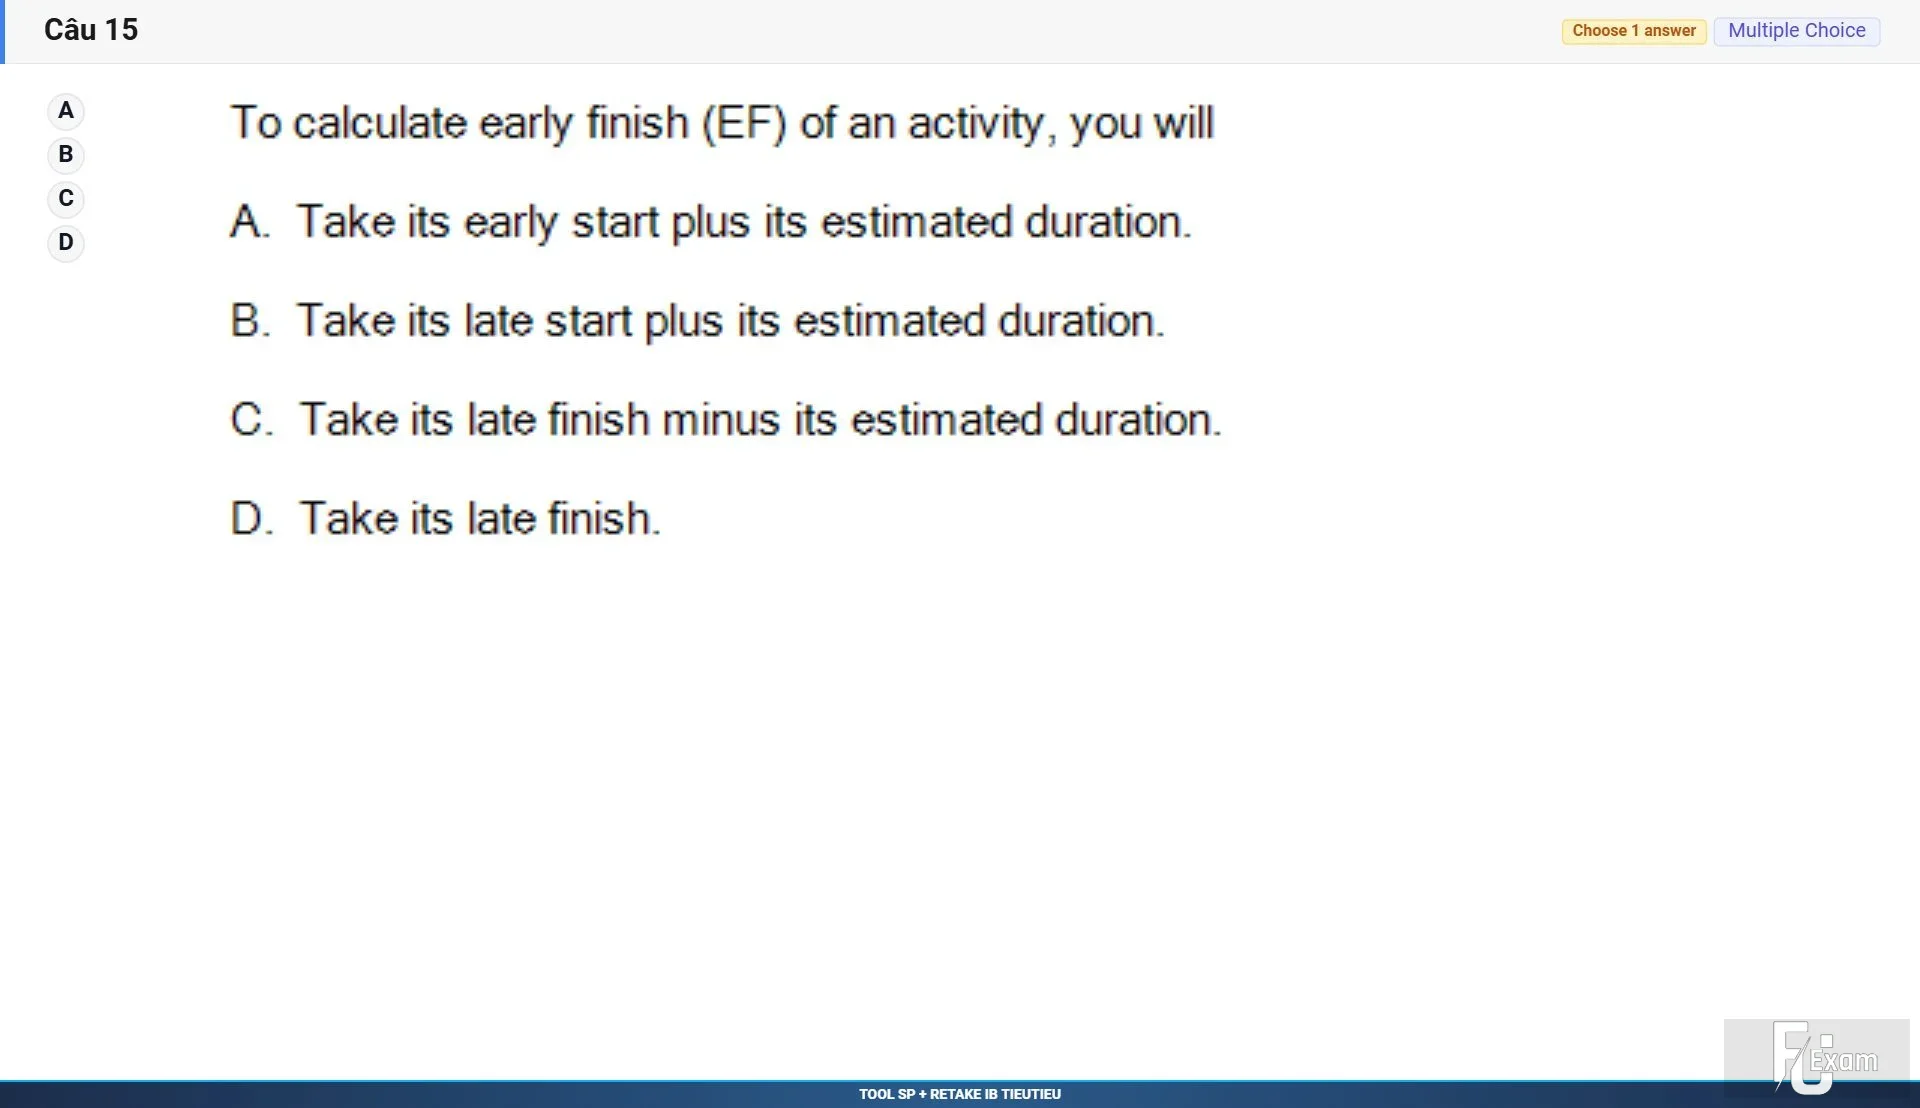 Câu 15
Choose 1 answer
Multiple Choice
A
B
C
D
To calculate early finish (EF) of an activity, you will
A. Take its early start plus its estimated duration.
B. Take its late start plus its estimated duration.
C. Take its late finish minus its estimated duration.
D. Take its late finish.
FU Exam
TOOL SP + RETAKE IB TIEUTIEU